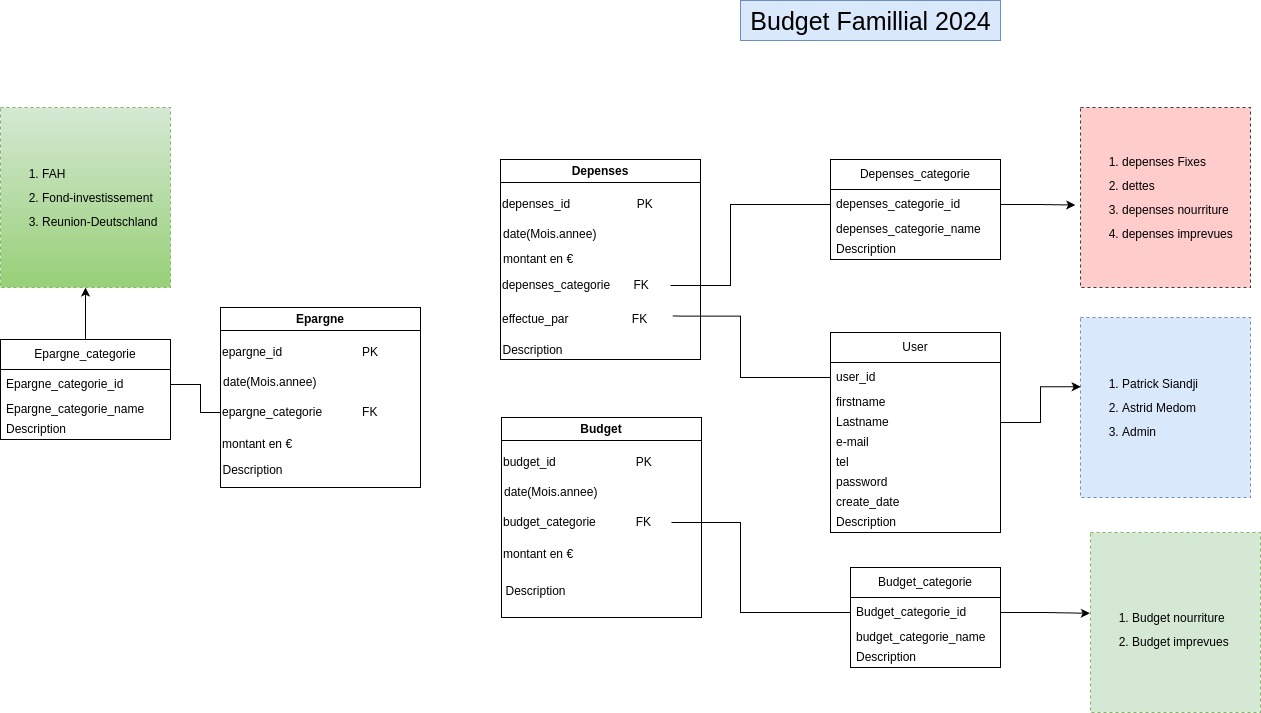 Budget Famillial 2024
1. FAH
2. Fond-investissement
3. Reunion-Deutschland
Epargne_categorie
Epargne_categorie_id
Epargne_categorie_name
Description
Epargne
epargne_id PK
date(Mois.annee)
epargne_categorie FK
montant en €
Description
Depenses
depenses_id PK
date(Mois.annee)
montant en €
depenses_categorie FK
effectue_par FK
Description
Budget
budget_id PK
date(Mois.annee)
budget_categorie FK
montant en €
Description
Depenses_categorie
depenses_categorie_id
depenses_categorie_name
Description
User
user_id
firstname
Lastname
e-mail
tel
password
create_date
Description
Budget_categorie
Budget_categorie_id
budget_categorie_name
Description
1. depenses Fixes
2. dettes
3. depenses nourriture
4. depenses imprevues
1. Patrick Siandji
2. Astrid Medom
3. Admin
1. Budget nourriture
2. Budget imprevues